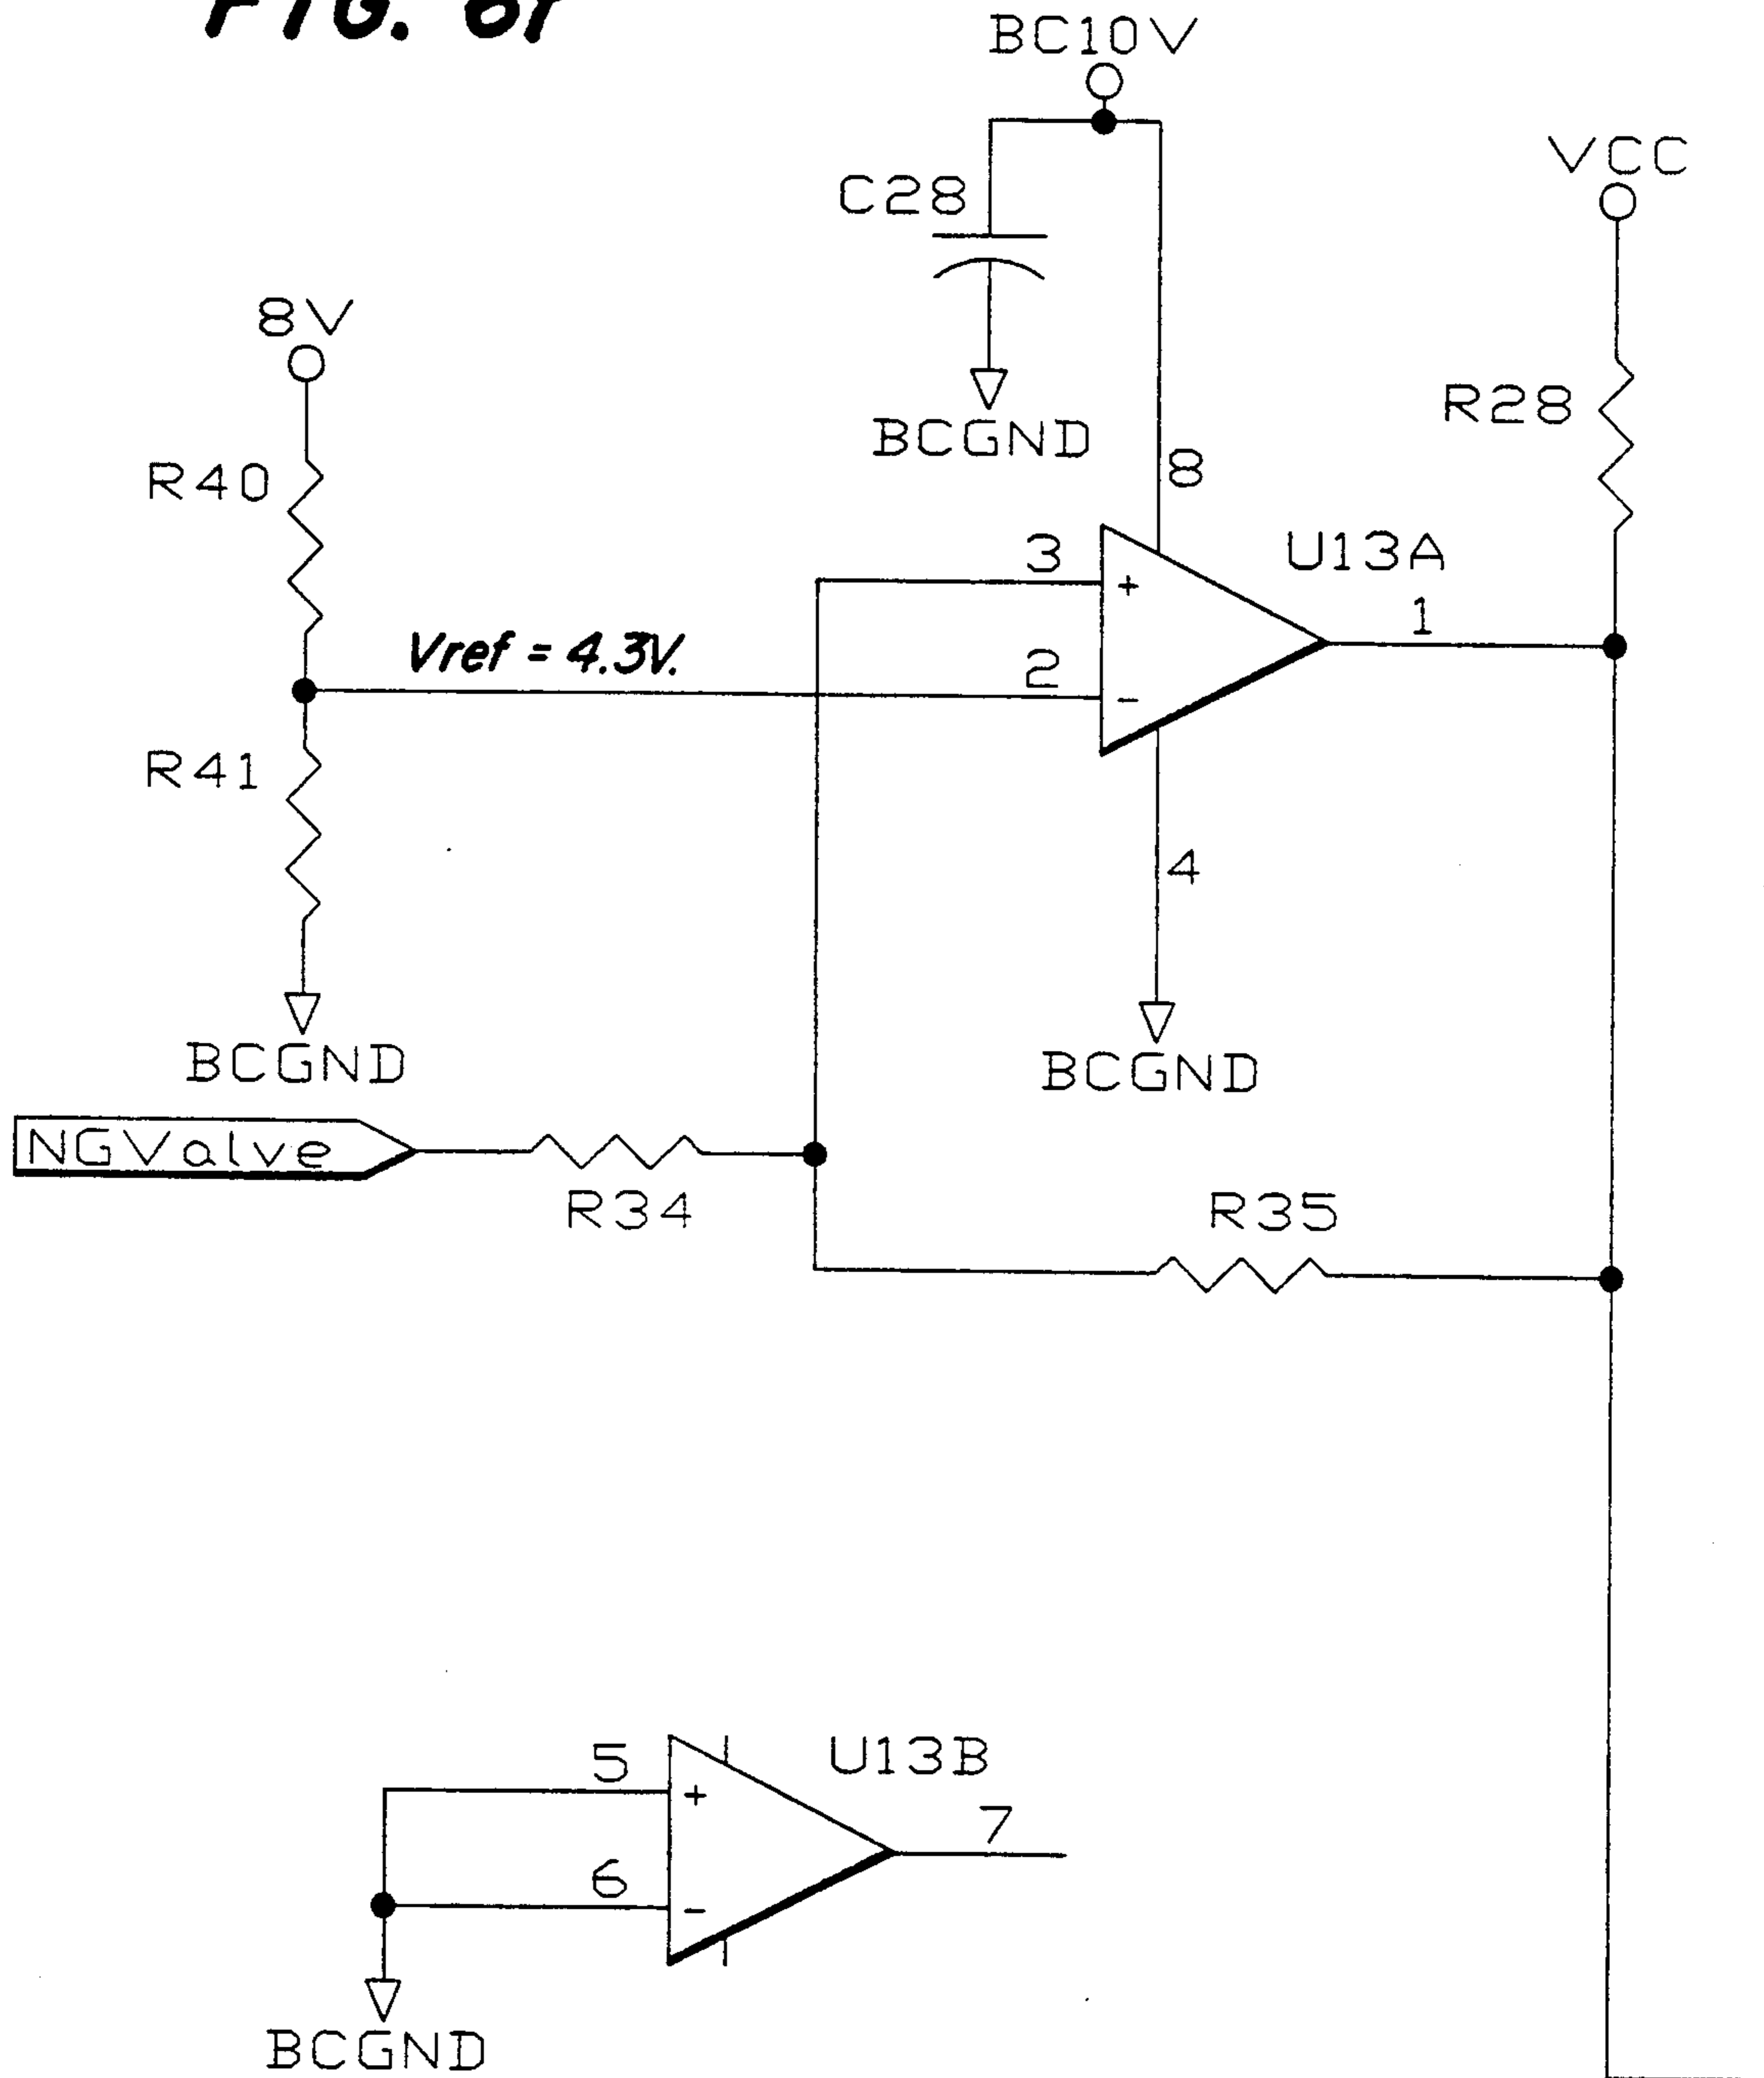 BC10V
VCC
C28
8V
R28
BCGND
R40
8
U13A
3
+
1
Vref = 4.3V.
2
-
R41
4
BCGND
BCGND
NGValve
R34
R35
U13B
5
+
7
6
-
BCGND